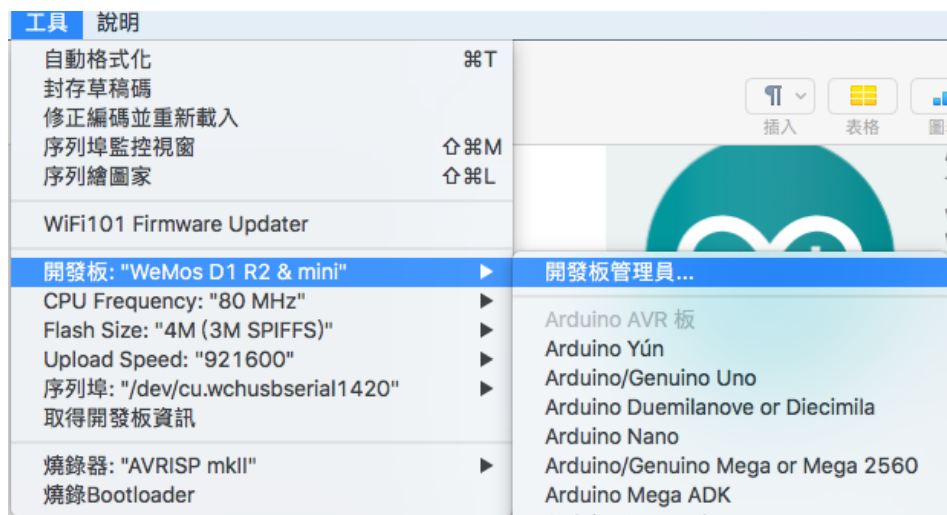 工具 說明
自動格式化 ⌘T
封存草稿碼
修正編碼並重新載入
序列埠監控視窗 ⇧⌘M
序列繪圖家 ⇧⌘L
WiFi101 Firmware Updater
開發板: "WeMos D1 R2 & mini"
CPU Frequency: "80 MHz"
Flash Size: "4M (3M SPIFFS)"
Upload Speed: "921600"
序列埠: "/dev/cu.wchusbserial1420"
取得開發板資訊
燒錄器: "AVRISP mkII"
燒錄Bootloader
插入 表格
開發板管理員...
Arduino AVR 板
Arduino Yún
Arduino/Genuino Uno
Arduino Duemilanove or Diecimila
Arduino Nano
Arduino/Genuino Mega or Mega 2560
Arduino Mega ADK